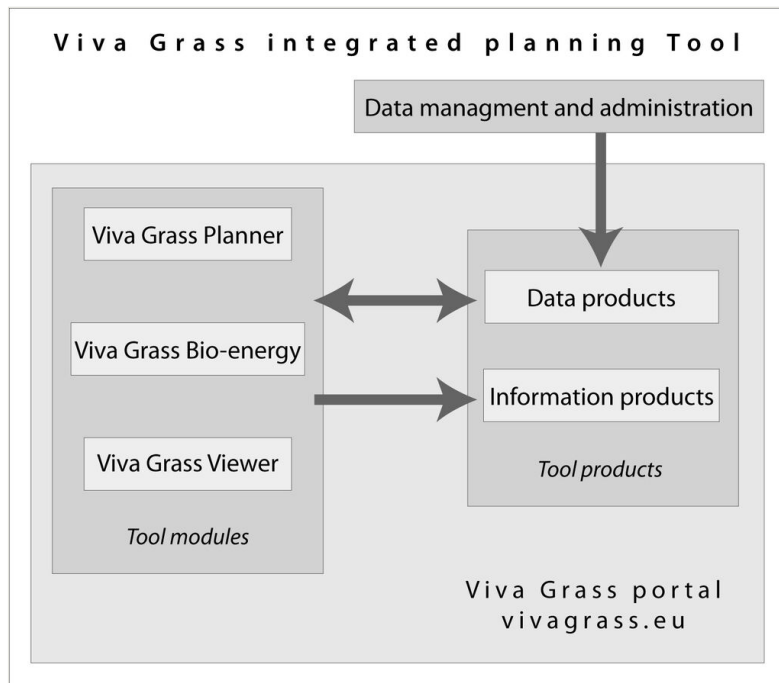 Viva Grass integrated planning Tool
Data managment and administration
Viva Grass Planner
Viva Grass Bio-energy
Viva Grass Viewer
Tool modules
Data products
Information products
Tool products
Viva Grass portal
vivagrass.eu